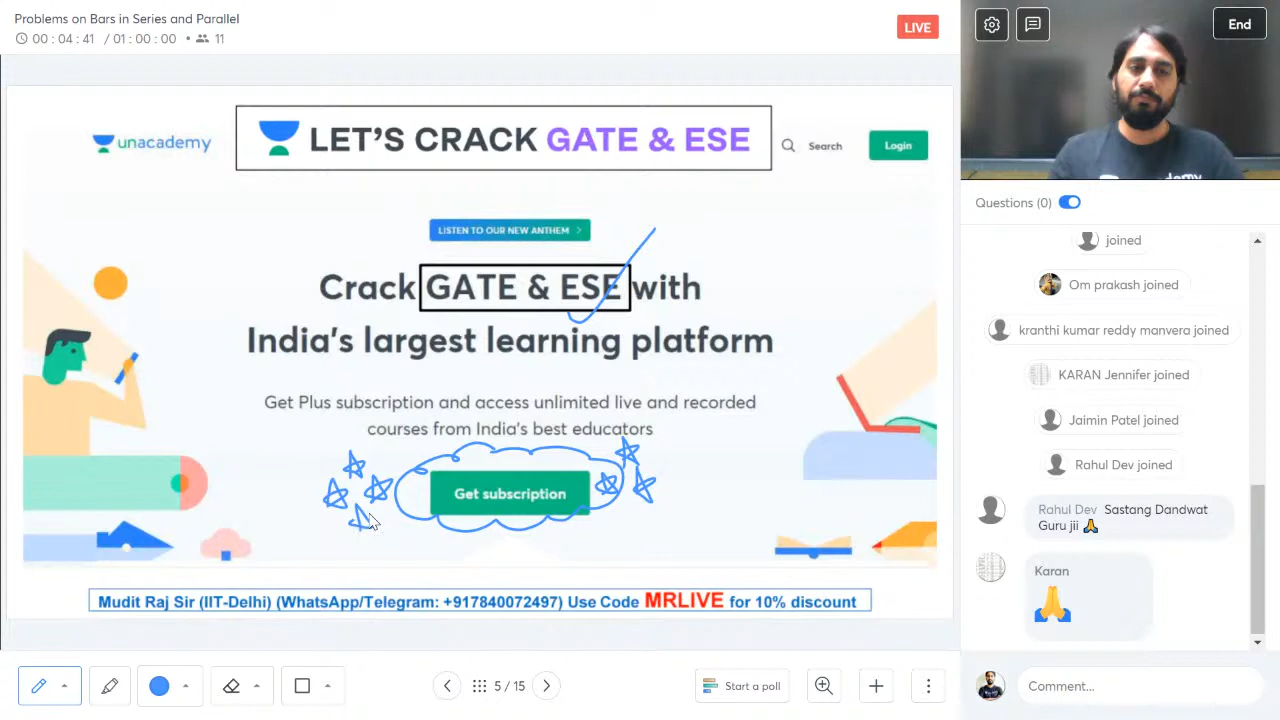 Problems on Bars in Series and Parallel
00 : 04 : 41 / 01 : 00 : 00 • 11
LIVE
End
unacademy
LET'S CRACK GATE & ESE
Search
Login
LISTEN TO OUR NEW ANTHEM >
Crack GATE & ESE with
India's largest learning platform
Get Plus subscription and access unlimited live and recorded
courses from India's best educators
Get subscription
Mudit Raj Sir (IIT-Delhi) (WhatsApp/Telegram: +917840072497) Use Code MRLIVE for 10% discount
5 / 15
Start a poll
Questions (0)
joined
Om prakash joined
kranthi kumar reddy manvera joined
KARAN Jennifer joined
Jaimin Patel joined
Rahul Dev joined
Rahul Dev Sastang Dandwat
Guru jii 🙏
Karan
🙏
Comment...